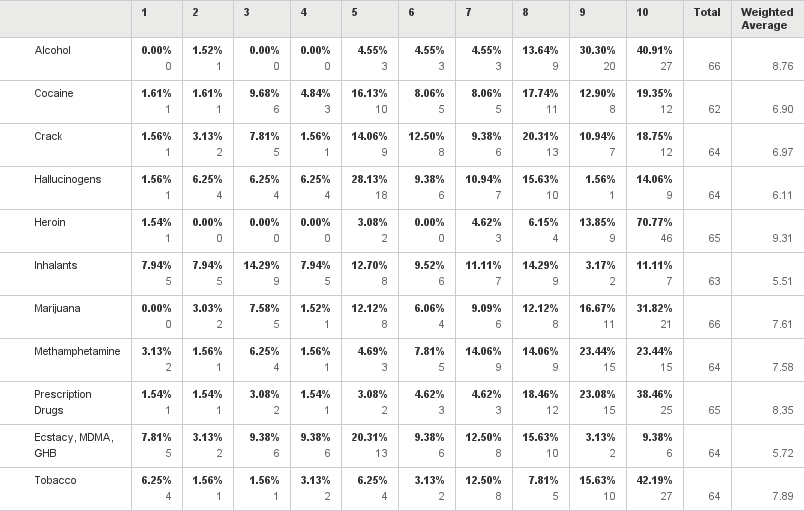 1 2 3 4 5 6 7 8 9 10 Total Weighted
Average
Alcohol 0.00% 1.52% 0.00% 0.00% 4.55% 4.55% 4.55% 13.64% 30.30% 40.91%
0 1 0 0 3 3 3 9 20 27 66 8.76
Cocaine 1.61% 1.61% 9.68% 4.84% 16.13% 8.06% 8.06% 17.74% 12.90% 19.35%
1 1 6 3 10 5 5 11 8 12 62 6.90
Crack 1.56% 3.13% 7.81% 1.56% 14.06% 12.50% 9.38% 20.31% 10.94% 18.75%
1 2 5 1 9 8 6 13 7 12 64 6.97
Hallucinogens 1.56% 6.25% 6.25% 6.25% 28.13% 9.38% 10.94% 15.63% 1.56% 14.06%
1 4 4 4 18 6 7 10 1 9 64 6.11
Heroin 1.54% 0.00% 0.00% 0.00% 3.08% 0.00% 4.62% 6.15% 13.85% 70.77%
1 0 0 0 2 0 3 4 9 46 65 9.31
Inhalants 7.94% 7.94% 14.29% 7.94% 12.70% 9.52% 11.11% 14.29% 3.17% 11.11%
5 5 9 5 8 6 7 9 2 7 63 5.51
Marijuana 0.00% 3.03% 7.58% 1.52% 12.12% 6.06% 9.09% 12.12% 16.67% 31.82%
0 2 5 1 8 4 6 8 11 21 66 7.61
Methamphetamine 3.13% 1.56% 6.25% 1.56% 4.69% 7.81% 14.06% 14.06% 23.44% 23.44%
2 1 4 1 3 5 9 9 15 15 64 7.58
Prescription 1.54% 1.54% 3.08% 1.54% 3.08% 4.62% 4.62% 18.46% 23.08% 38.46%
Drugs 1 1 2 1 2 3 3 12 15 25 65 8.35
Ecstacy, MDMA, 7.81% 3.13% 9.38% 9.38% 20.31% 9.38% 12.50% 15.63% 3.13% 9.38%
GHB 5 2 6 6 13 6 8 10 2 6 64 5.72
Tobacco 6.25% 1.56% 1.56% 3.13% 6.25% 3.13% 12.50% 7.81% 15.63% 42.19%
4 1 1 2 4 2 8 5 10 27 64 7.89